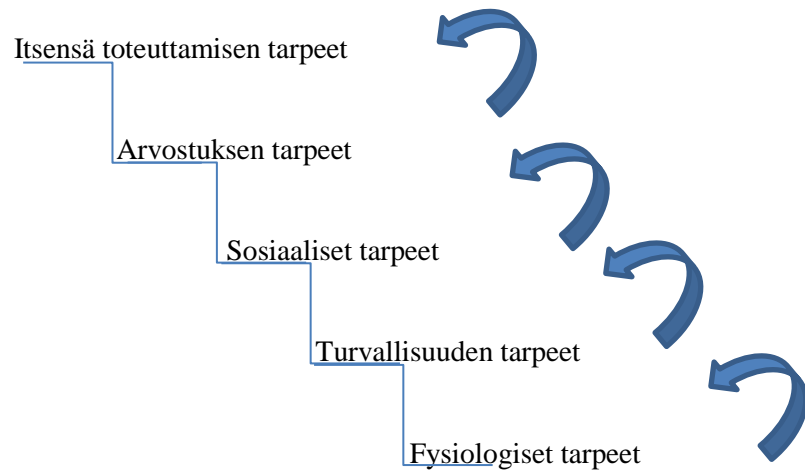 Itsensä toteuttamisen tarpeet
Arvostuksen tarpeet
Sosiaaliset tarpeet
Turvallisuuden tarpeet
Fysiologiset tarpeet